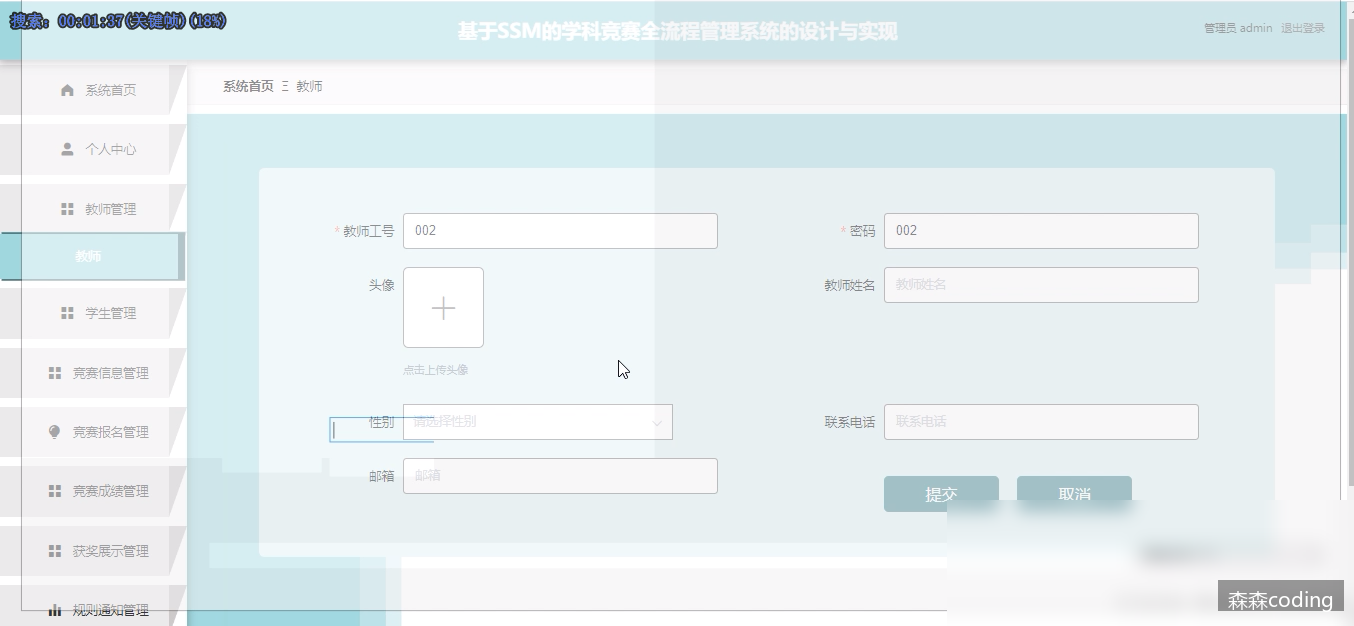 搜索：00:01:37(关键帧)(18%)
基于SSM的学科竞赛全流程管理系统的设计与实现
管理员 admin 退出登录
系统首页
系统首页 Ξ 教师
个人中心
教师管理
教师
学生管理
竞赛信息管理
竞赛报名管理
竞赛成绩管理
获奖展示管理
规则通知管理
* 教师工号 002
* 密码 002
头像
点击上传头像
教师姓名 教师姓名
性别 请选择性别
联系电话 联系电话
邮箱 邮箱
提交 取消
森森coding